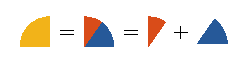 = = +